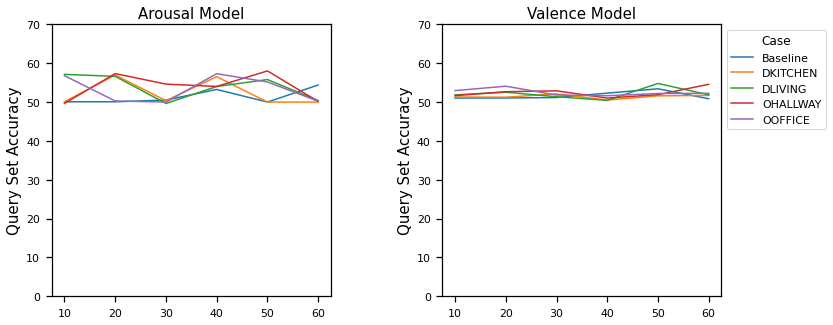 Arousal Model
70
60
50
40
30
20
10
0
Query Set Accuracy
10 20 30 40 50 60
Valence Model
70
60
50
40
30
20
10
0
Query Set Accuracy
10 20 30 40 50 60
Case
Baseline
DKITCHEN
DLIVING
OHALLWAY
OOFFICE